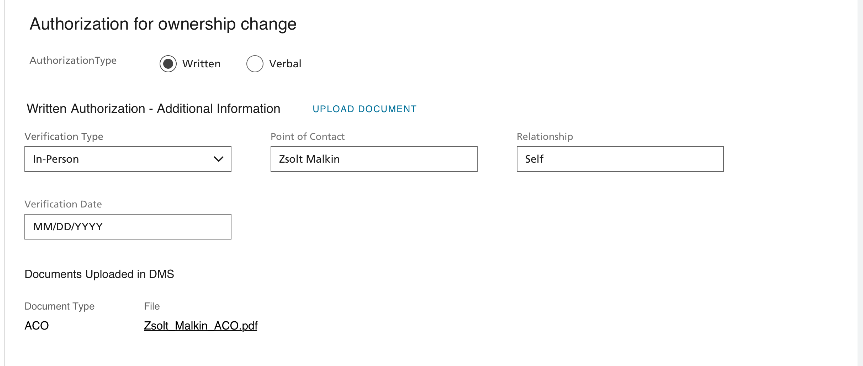 Authorization for ownership change
AuthorizationType Written Verbal
Written Authorization - Additional Information UPLOAD DOCUMENT
Verification Type Point of Contact Relationship
In-Person Zsolt Malkin Self
Verification Date
MM/DD/YYYY
Documents Uploaded in DMS
Document Type File
ACO Zsolt_Malkin_ACO.pdf